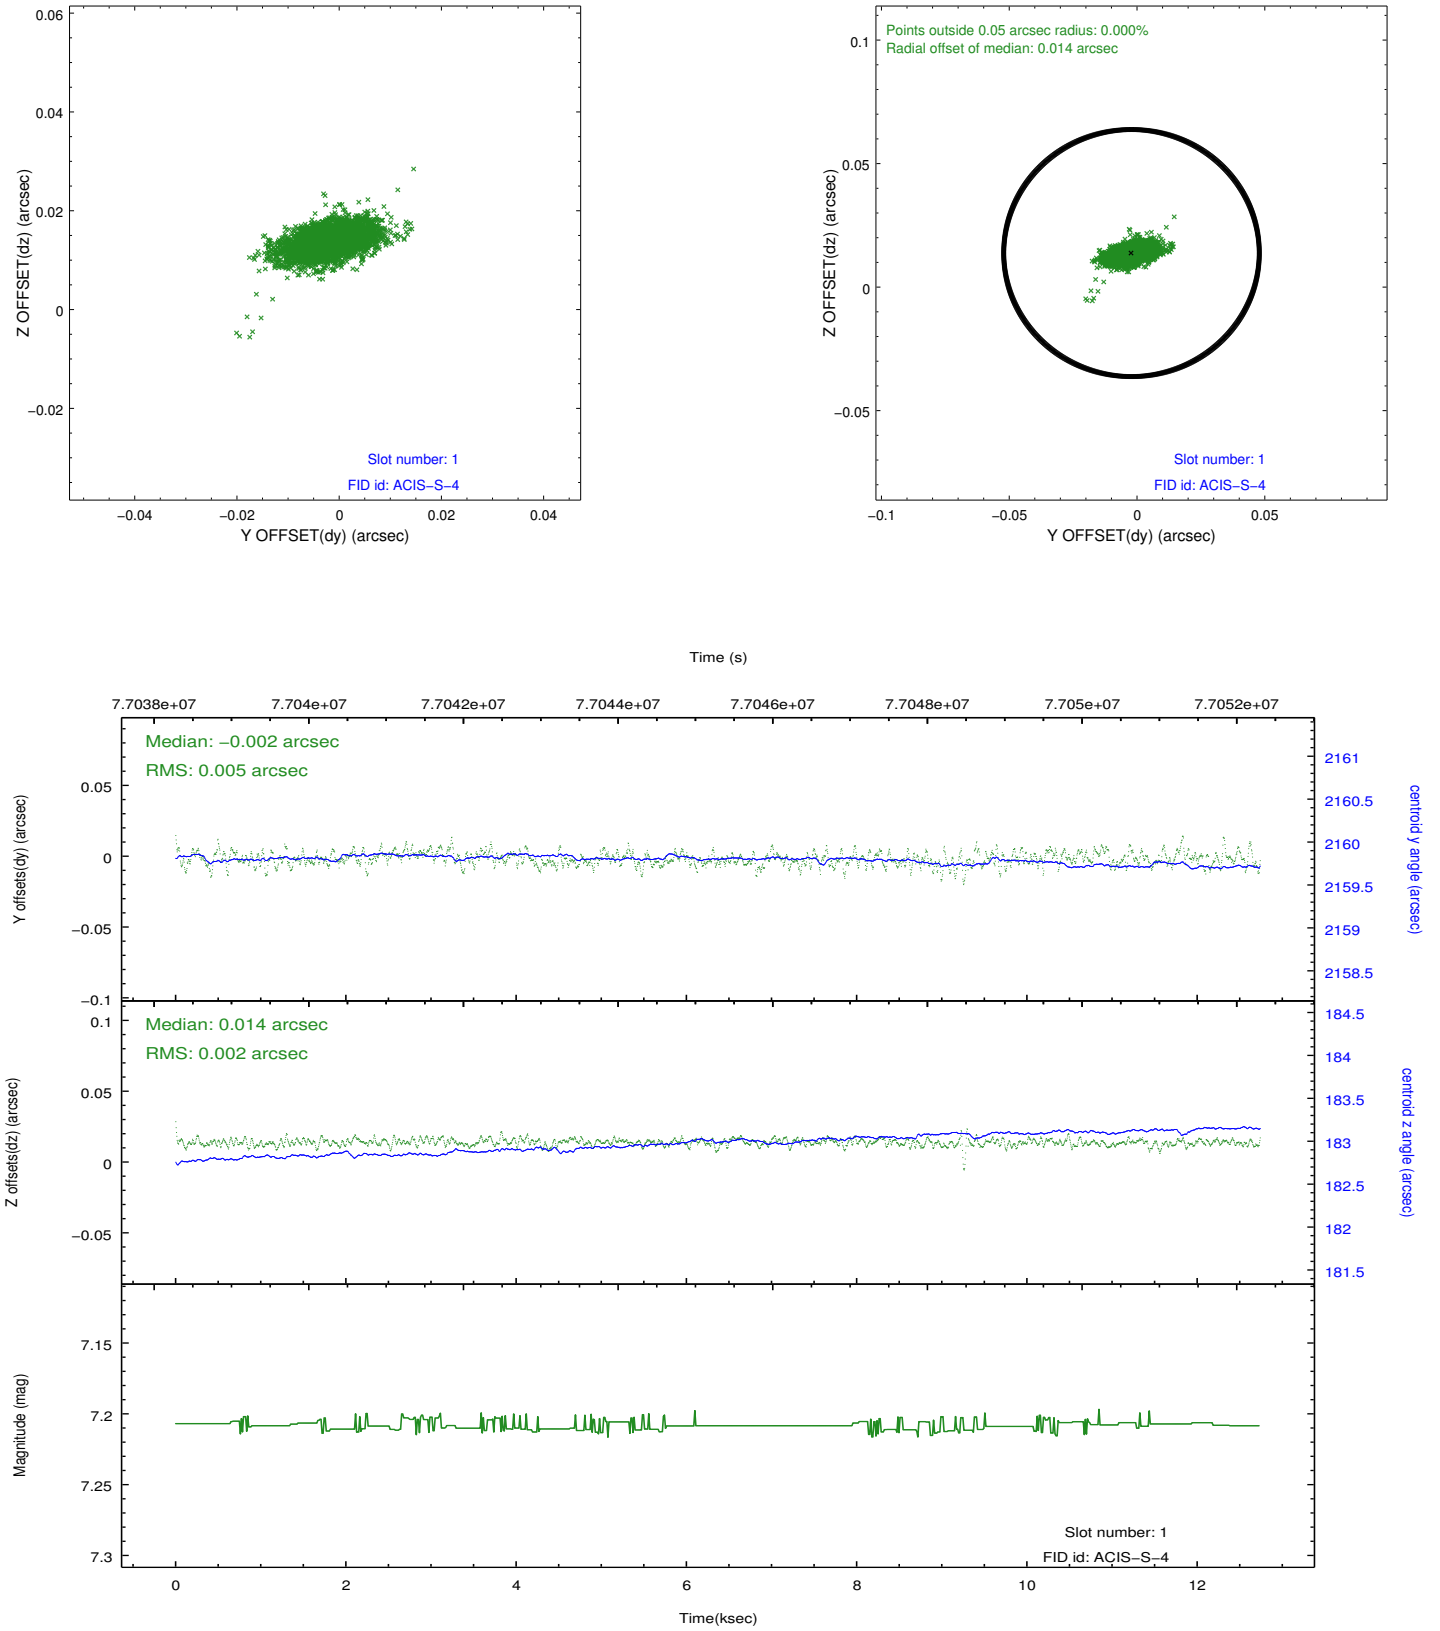 0.06
0.04
0.02
0
−0.02
Z OFFSET(dz) (arcsec)
Slot number: 1
FID id: ACIS−S−4
−0.04
−0.02
0
0.02
0.04
Y OFFSET(dy) (arcsec)
Points outside 0.05 arcsec radius: 0.000%
Radial offset of median: 0.014 arcsec
0.1
0.05
0
−0.05
Z OFFSET(dz) (arcsec)
Slot number: 1
FID id: ACIS−S−4
−0.1
−0.05
0
0.05
Y OFFSET(dy) (arcsec)
Time (s)
7.7038e+07
7.704e+07
7.7042e+07
7.7044e+07
7.7046e+07
7.7048e+07
7.705e+07
7.7052e+07
Median: −0.002 arcsec
RMS: 0.005 arcsec
0.05
0
−0.05
−0.1
Y offsets(dy) (arcsec)
2161
2160.5
2160
2159.5
2159
2158.5
centroid y angle (arcsec)
Median: 0.014 arcsec
RMS: 0.002 arcsec
0.1
0.05
0
−0.05
Z offsets(dz) (arcsec)
184.5
184
183.5
183
182.5
182
181.5
centroid z angle (arcsec)
7.15
7.2
7.25
7.3
Magnitude (mag)
Slot number: 1
FID id: ACIS−S−4
0
2
4
6
8
10
12
Time(ksec)